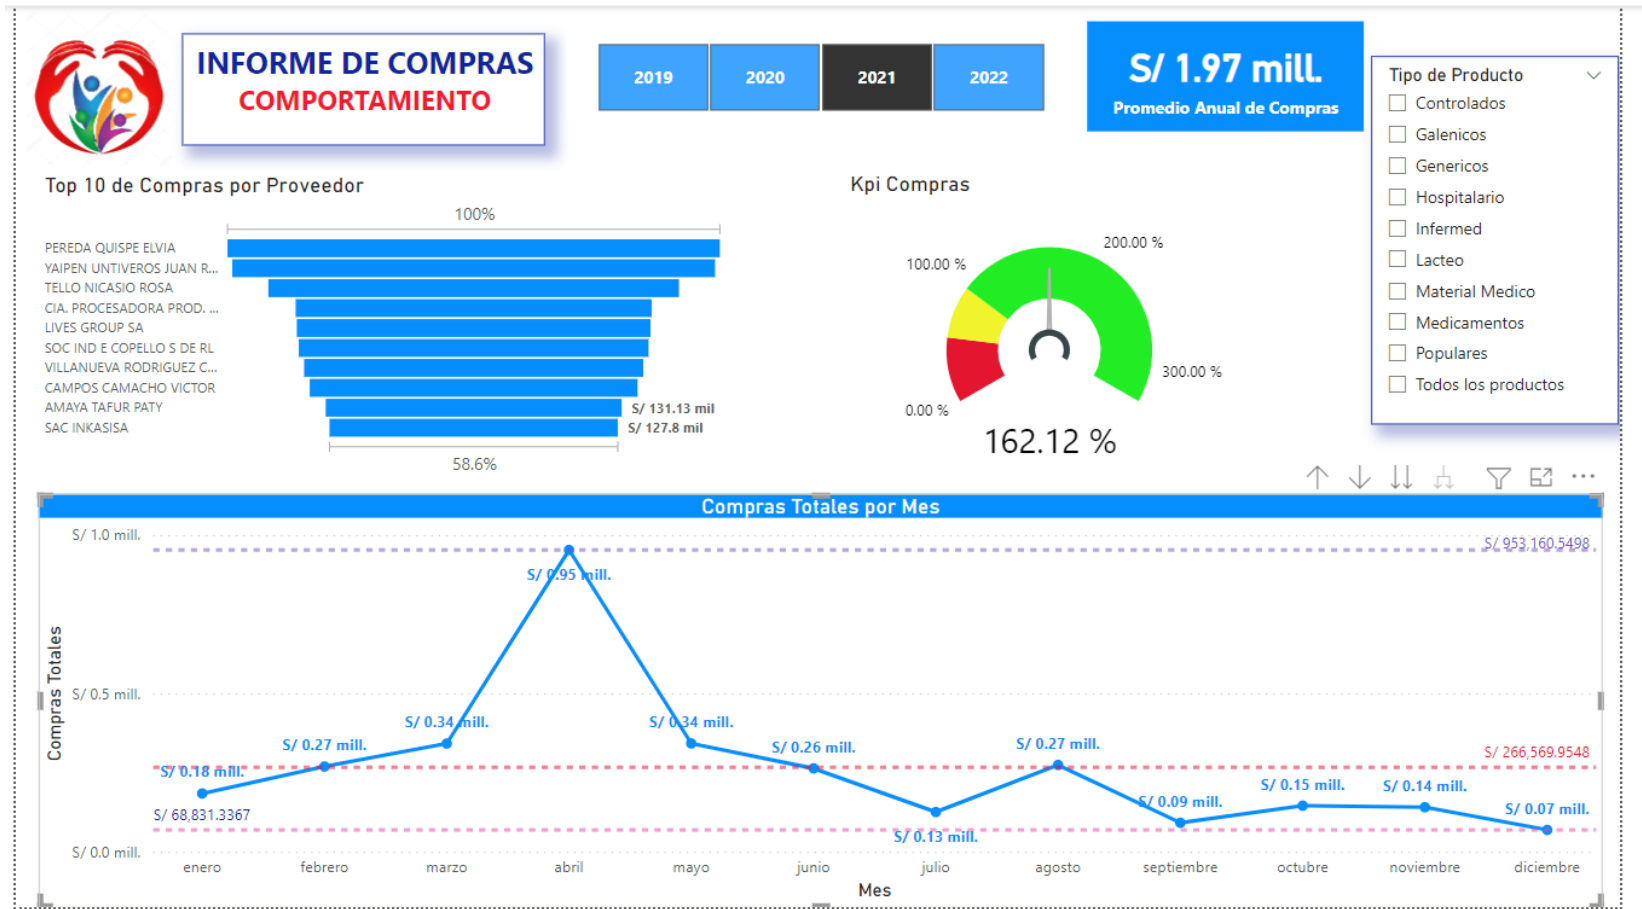 INFORME DE COMPRAS
COMPORTAMIENTO
2019
2020
2021
2022
S/ 1.97 mill.
Promedio Anual de Compras
Tipo de Producto
Controlados
Galenicos
Genericos
Hospitalario
Infermed
Lacteo
Material Medico
Medicamentos
Populares
Todos los productos
Top 10 de Compras por Proveedor
100%
PEREDA QUISPE ELVIA
YAIPEN UNTIVEROS JUAN R...
TELLO NICASIO ROSA
CIA. PROCESADORA PROD. ...
LIVES GROUP SA
SOC IND E COPELLO S DE RL
VILLANUEVA RODRIGUEZ C...
CAMPOS CAMACHO VICTOR
AMAYA TAFUR PATY
S/ 131.13 mil
SAC INKASISA
S/ 127.8 mil
58.6%
Kpi Compras
0.00 %
100.00 %
200.00 %
300.00 %
162.12 %
Compras Totales por Mes
Compras Totales
S/ 1.0 mill.
S/ 0.5 mill.
S/ 0.0 mill.
S/ 953,160.5498
S/ 266,569.9548
S/ 68,831.3367
S/ 0.18 mill.
S/ 0.27 mill.
S/ 0.34 mill.
S/ 0.95 mill.
S/ 0.34 mill.
S/ 0.26 mill.
S/ 0.13 mill.
S/ 0.27 mill.
S/ 0.09 mill.
S/ 0.15 mill.
S/ 0.14 mill.
S/ 0.07 mill.
enero
febrero
marzo
abril
mayo
junio
julio
agosto
septiembre
octubre
noviembre
diciembre
Mes